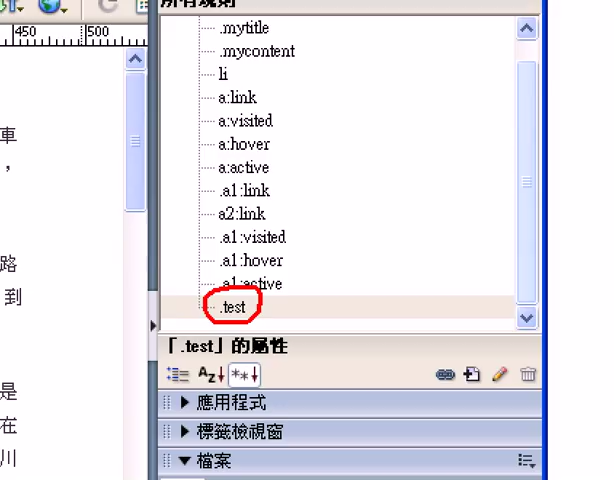 所有規則
450 500
.mytitle
.mycontent
li
a:link
a:visited
a:hover
a:active
.a1:link
a2:link
.a1:visited
.a1:hover
.a1:active
.test
「.test」的屬性
應用程式
標籤檢視窗
檔案
車
，
路
到
是
在
川